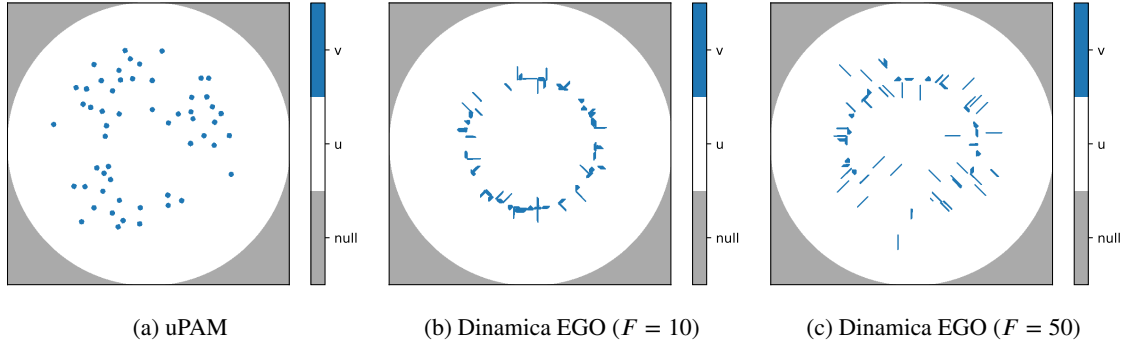 v
u
null
v
u
null
v
u
null
(a) uPAM
(b) Dinamica EGO (F = 10)
(c) Dinamica EGO (F = 50)